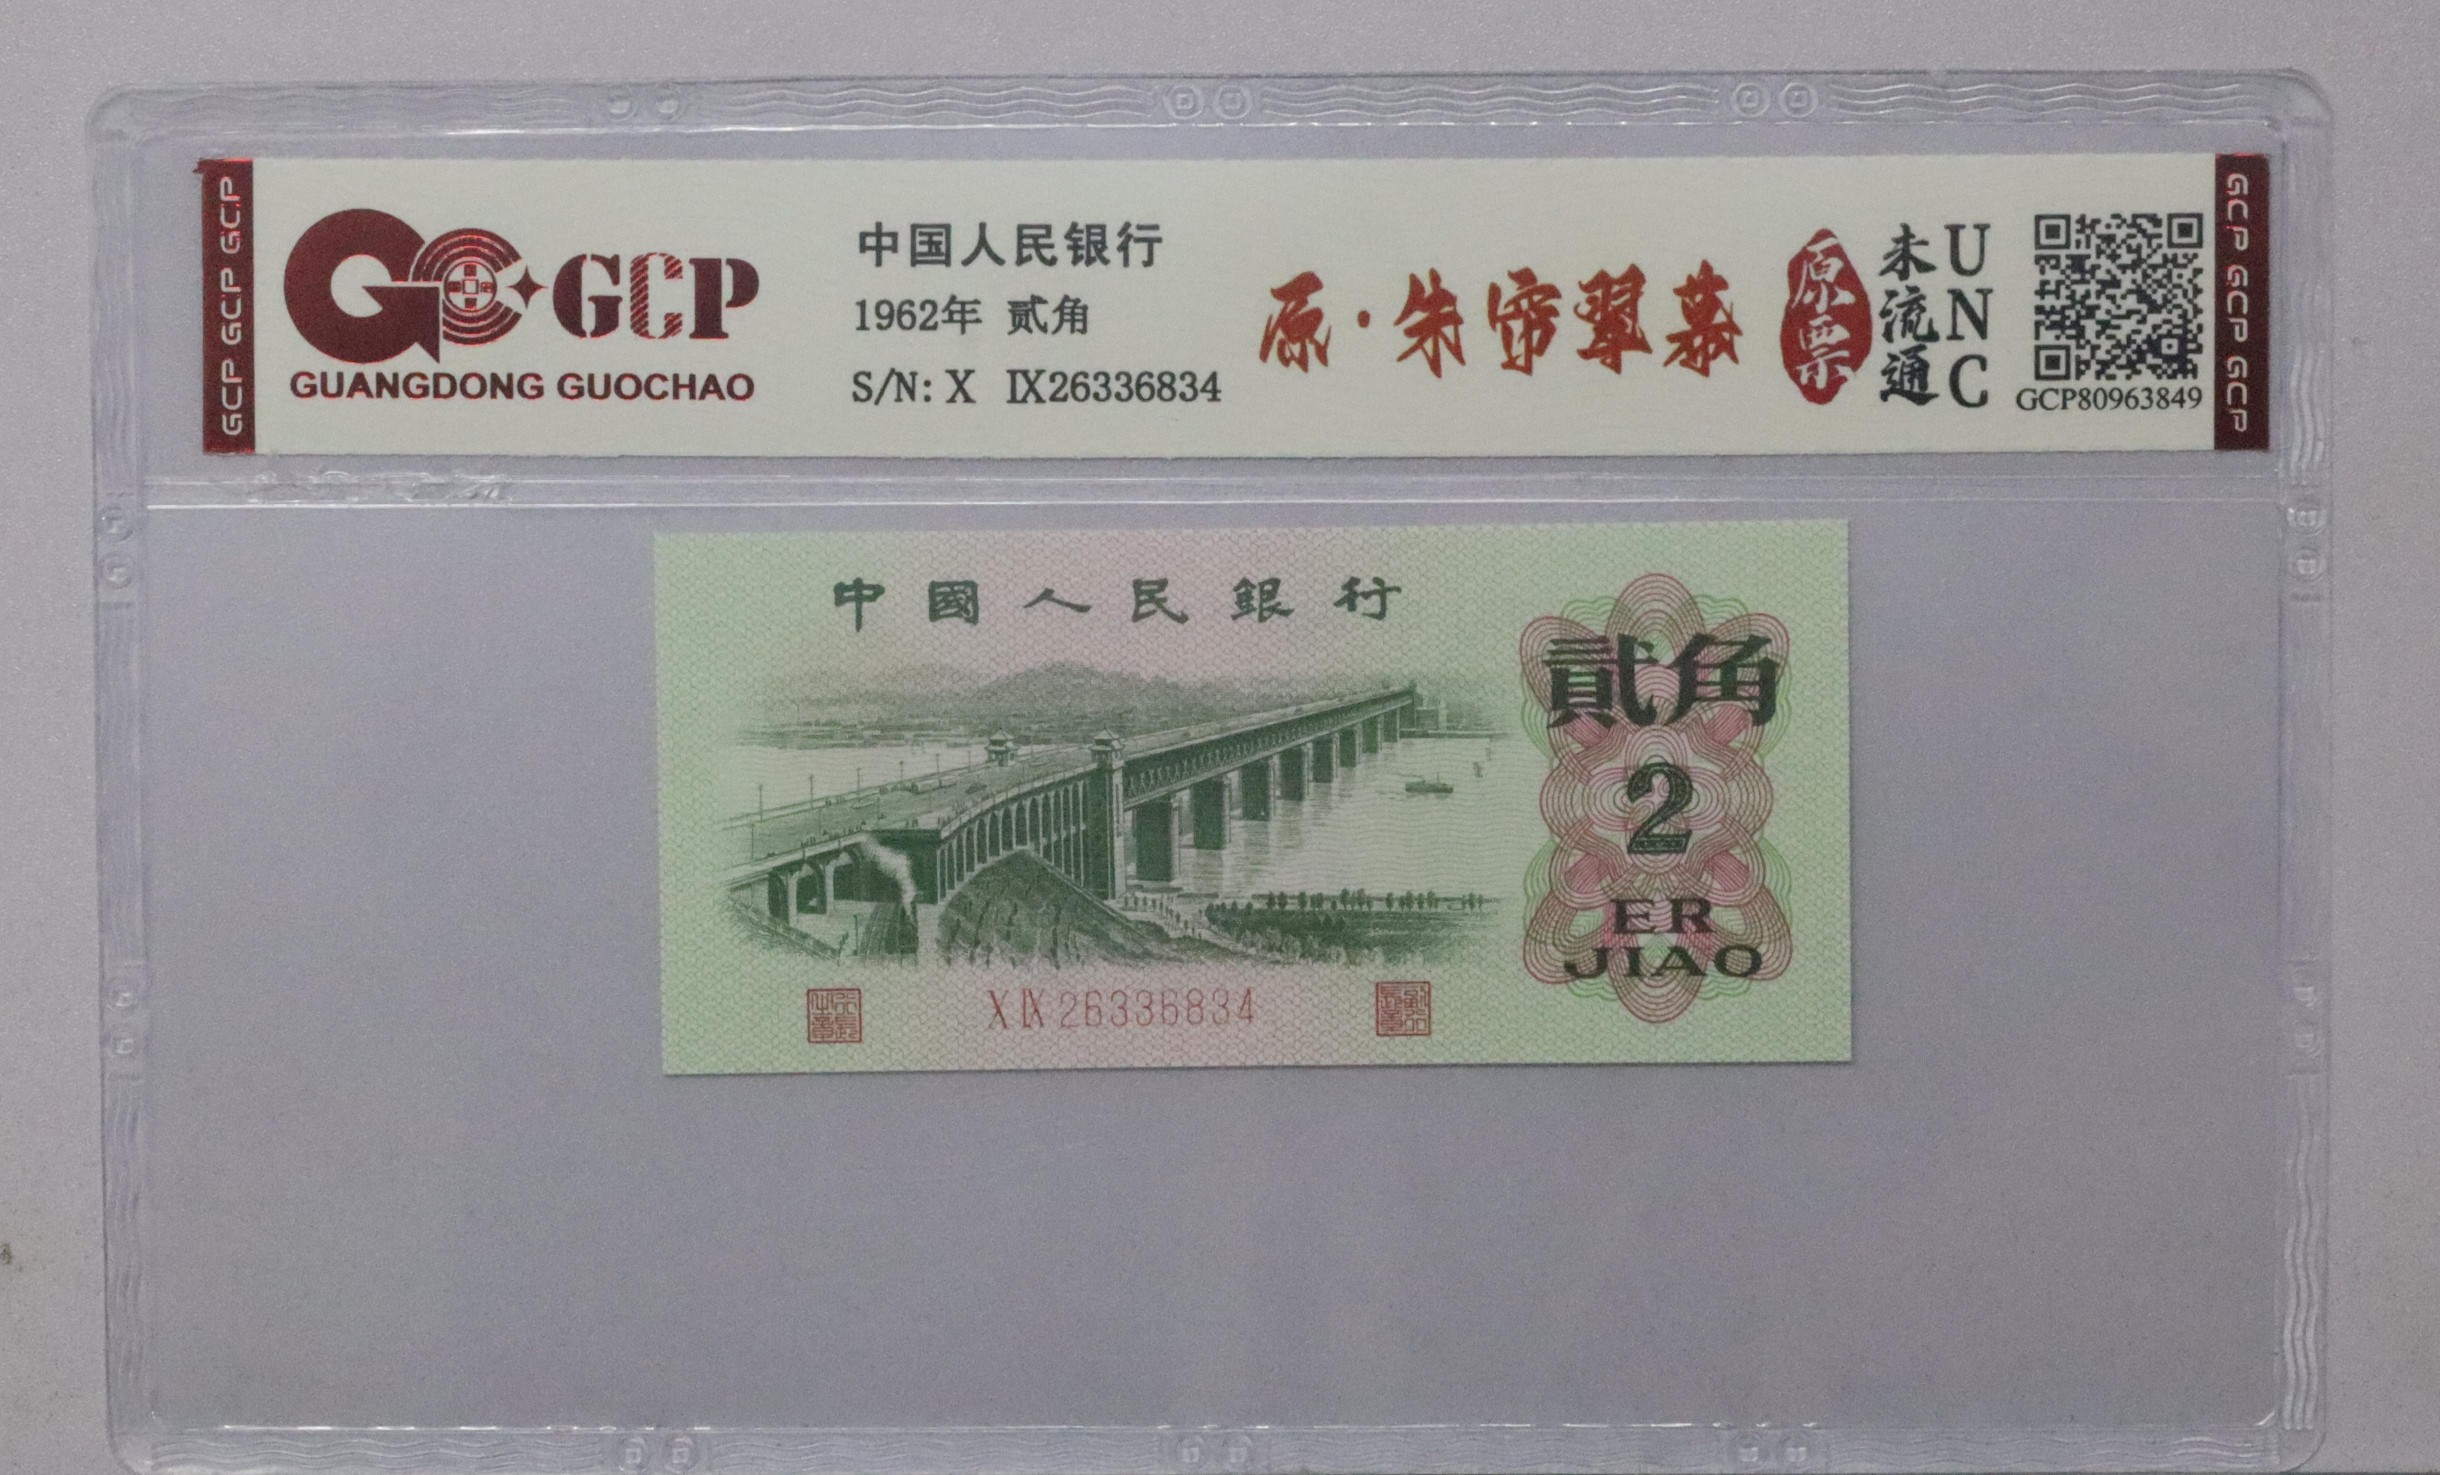 GCP GCP GCP
GCP
GUANGDONG GUOCHAO
中国人民银行
1962年 贰角
S/N: X IX26336834
原·朱帘翠幕
原票
未流通
UNC
GCP80963849
GCP GCP GCP
中國人民銀行
貳角
2
ER
JIAO
X IX 26336834